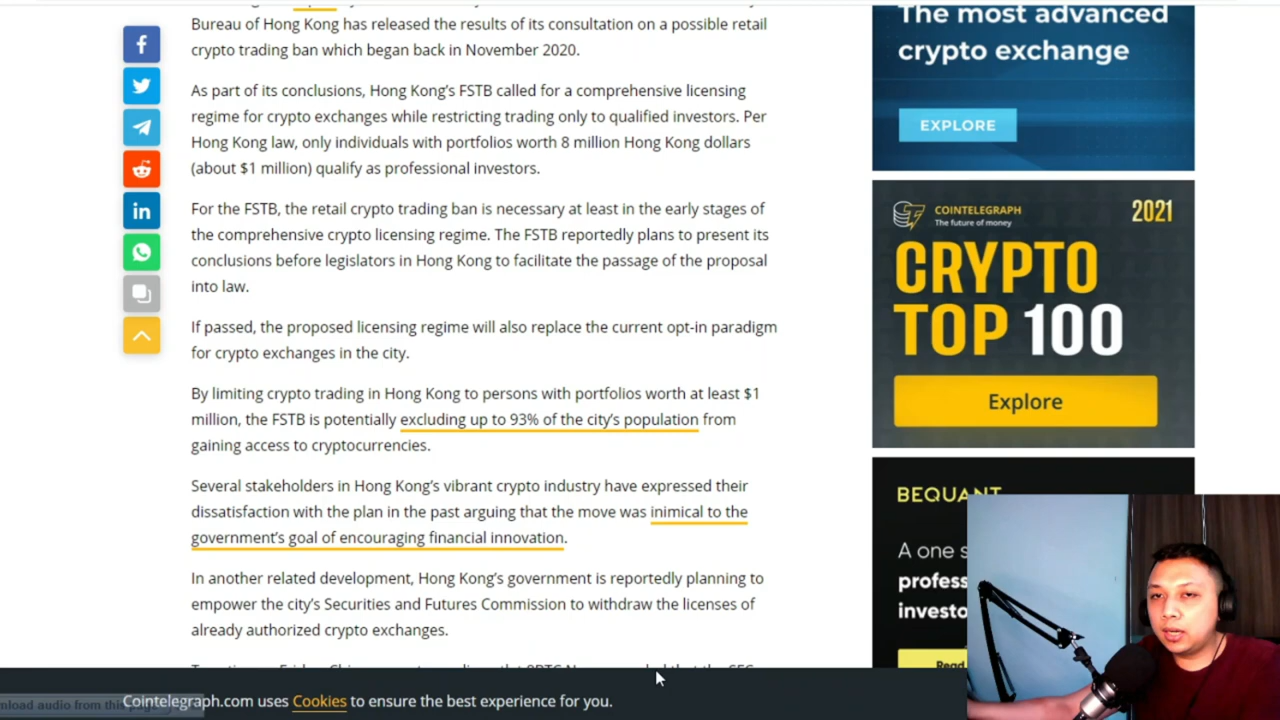 Bureau of Hong Kong has released the results of its consultation on a possible retail
crypto trading ban which began back in November 2020.
As part of its conclusions, Hong Kong's FSTB called for a comprehensive licensing
regime for crypto exchanges while restricting trading only to qualified investors. Per
Hong Kong law, only individuals with portfolios worth 8 million Hong Kong dollars
(about $1 million) qualify as professional investors.
For the FSTB, the retail crypto trading ban is necessary at least in the early stages of
the comprehensive crypto licensing regime. The FSTB reportedly plans to present its
conclusions before legislators in Hong Kong to facilitate the passage of the proposal
into law.
If passed, the proposed licensing regime will also replace the current opt-in paradigm
for crypto exchanges in the city.
By limiting crypto trading in Hong Kong to persons with portfolios worth at least $1
million, the FSTB is potentially excluding up to 93% of the city's population from
gaining access to cryptocurrencies.
Several stakeholders in Hong Kong's vibrant crypto industry have expressed their
dissatisfaction with the plan in the past arguing that the move was inimical to the
government's goal of encouraging financial innovation.
In another related development, Hong Kong's government is reportedly planning to
empower the city's Securities and Futures Commission to withdraw the licenses of
already authorized crypto exchanges.
Cointelegraph.com uses Cookies to ensure the best experience for you.
The most advanced
crypto exchange
EXPLORE
COINTELEGRAPH
The future of money
2021
CRYPTO
TOP 100
Explore
BEQUANT
A one
profess
investo
Read